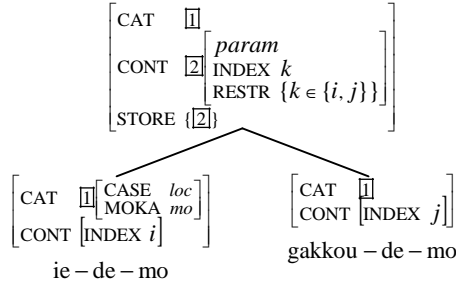 CAT [1]
CONT [2] [param
INDEX k
RESTR {k ∈ {i, j}}]
STORE {[2]}
CAT [1] [CASE loc
MOKA mo]
CONT [INDEX i]
ie – de – mo
CAT [1]
CONT [INDEX j]
gakkou – de – mo